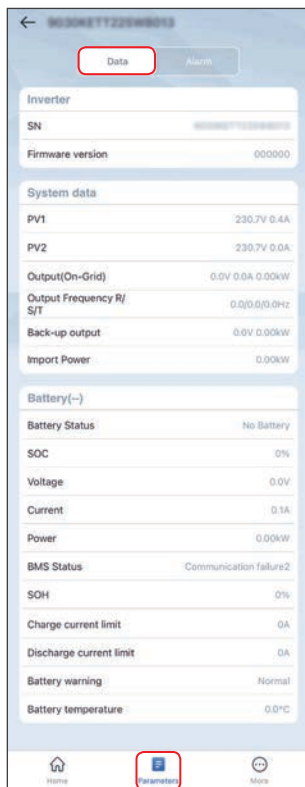 Data
Alarm
Inverter
SN
Firmware version 000000
System data
PV1 230.7V 0.4A
PV2 230.7V 0.0A
Output(On-Grid) 0.0V 0.0A 0.00kW
Output Frequency R/
S/T 0.0/0.0/0.0Hz
Back-up output 0.0V 0.00kW
Import Power 0.00kW
Battery(--)
Battery Status No Battery
SOC 0%
Voltage 0.0V
Current 0.1A
Power 0.00kW
BMS Status Communication failure2
SOH 0%
Charge current limit 0A
Discharge current limit 0A
Battery warning Normal
Battery temperature 0.0°C
Home
Parameters
More